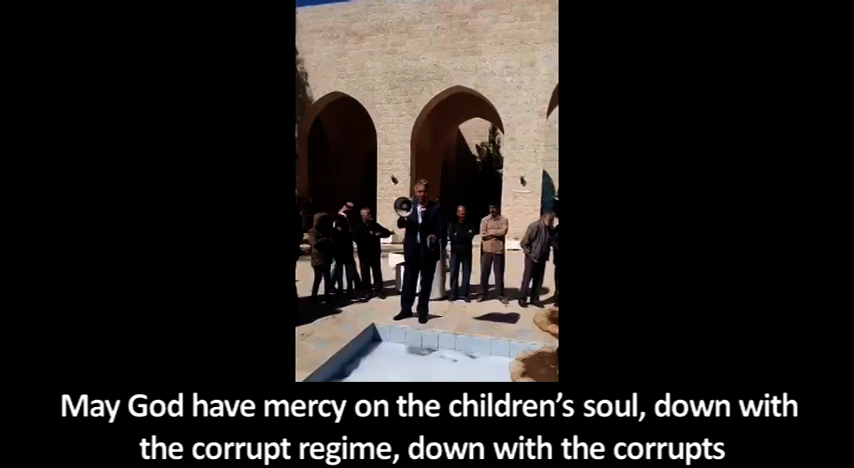 May God have mercy on the children's soul, down with
the corrupt regime, down with the corrupts